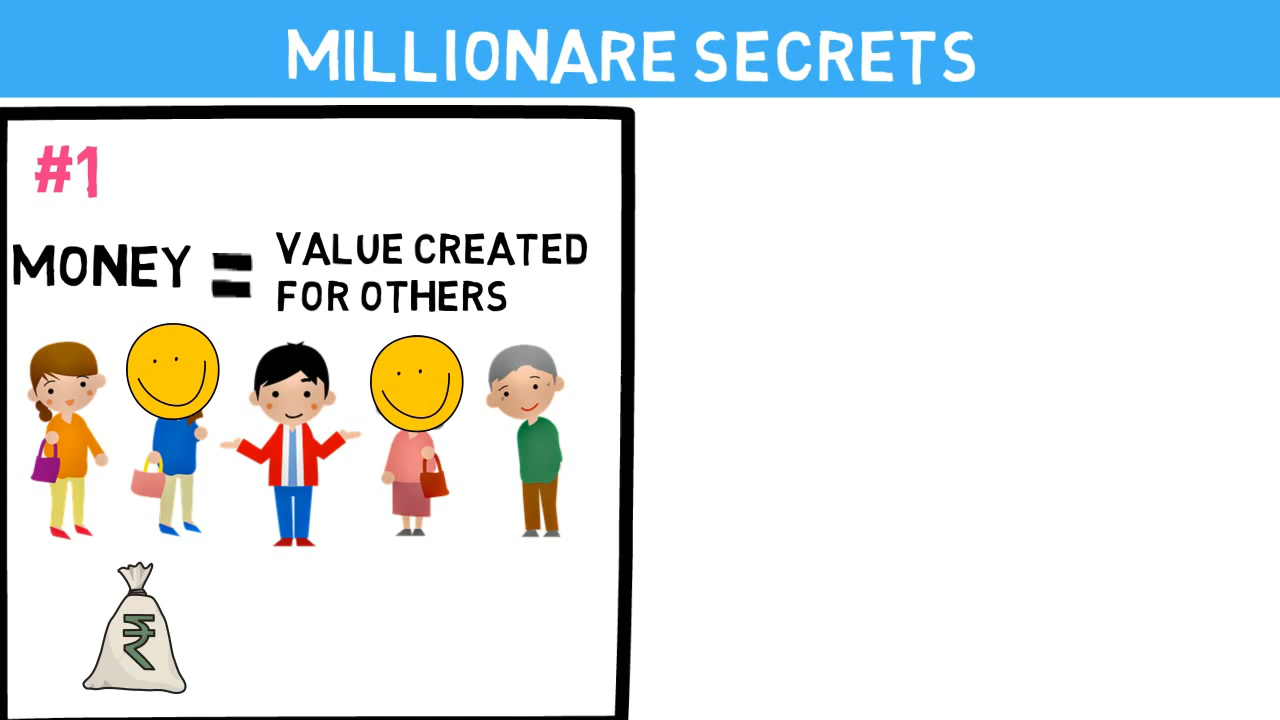 MILLIONARE SECRETS
#1
MONEY = VALUE CREATED
FOR OTHERS
₹